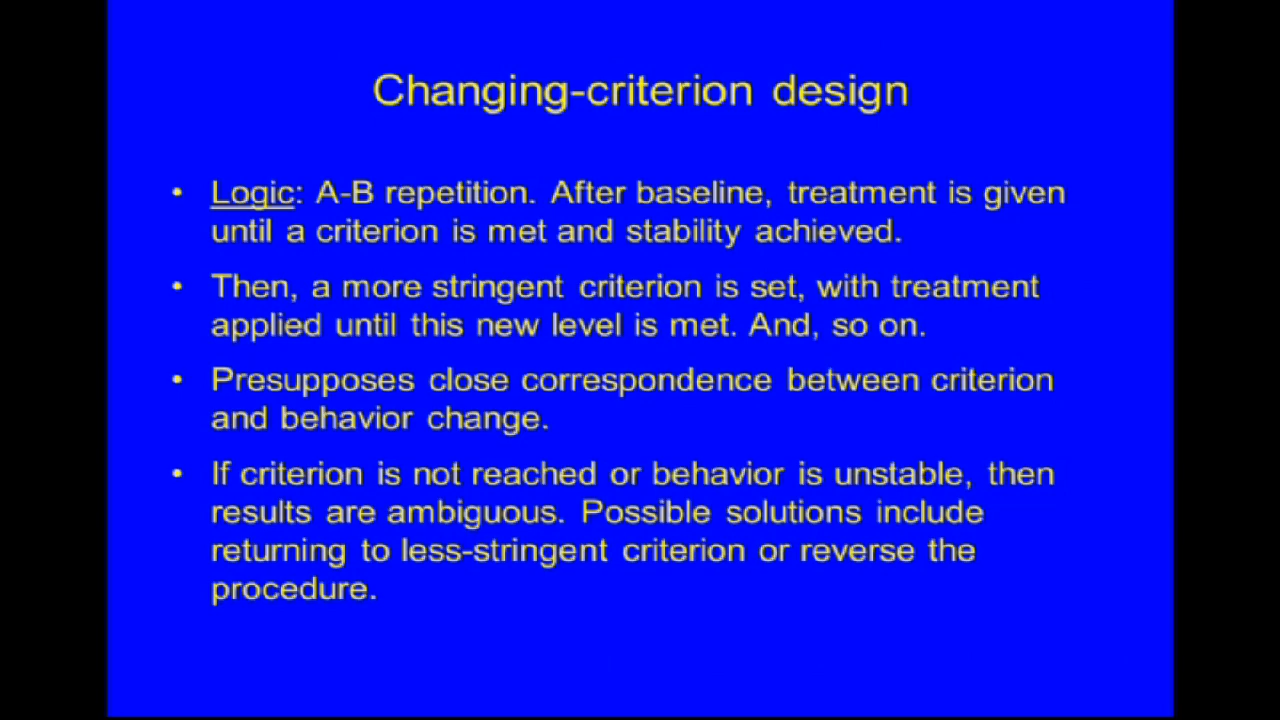 Changing-criterion design
• Logic: A-B repetition. After baseline, treatment is given
until a criterion is met and stability achieved.
• Then, a more stringent criterion is set, with treatment
applied until this new level is met. And, so on.
• Presupposes close correspondence between criterion
and behavior change.
• If criterion is not reached or behavior is unstable, then
results are ambiguous. Possible solutions include
returning to less-stringent criterion or reverse the
procedure.